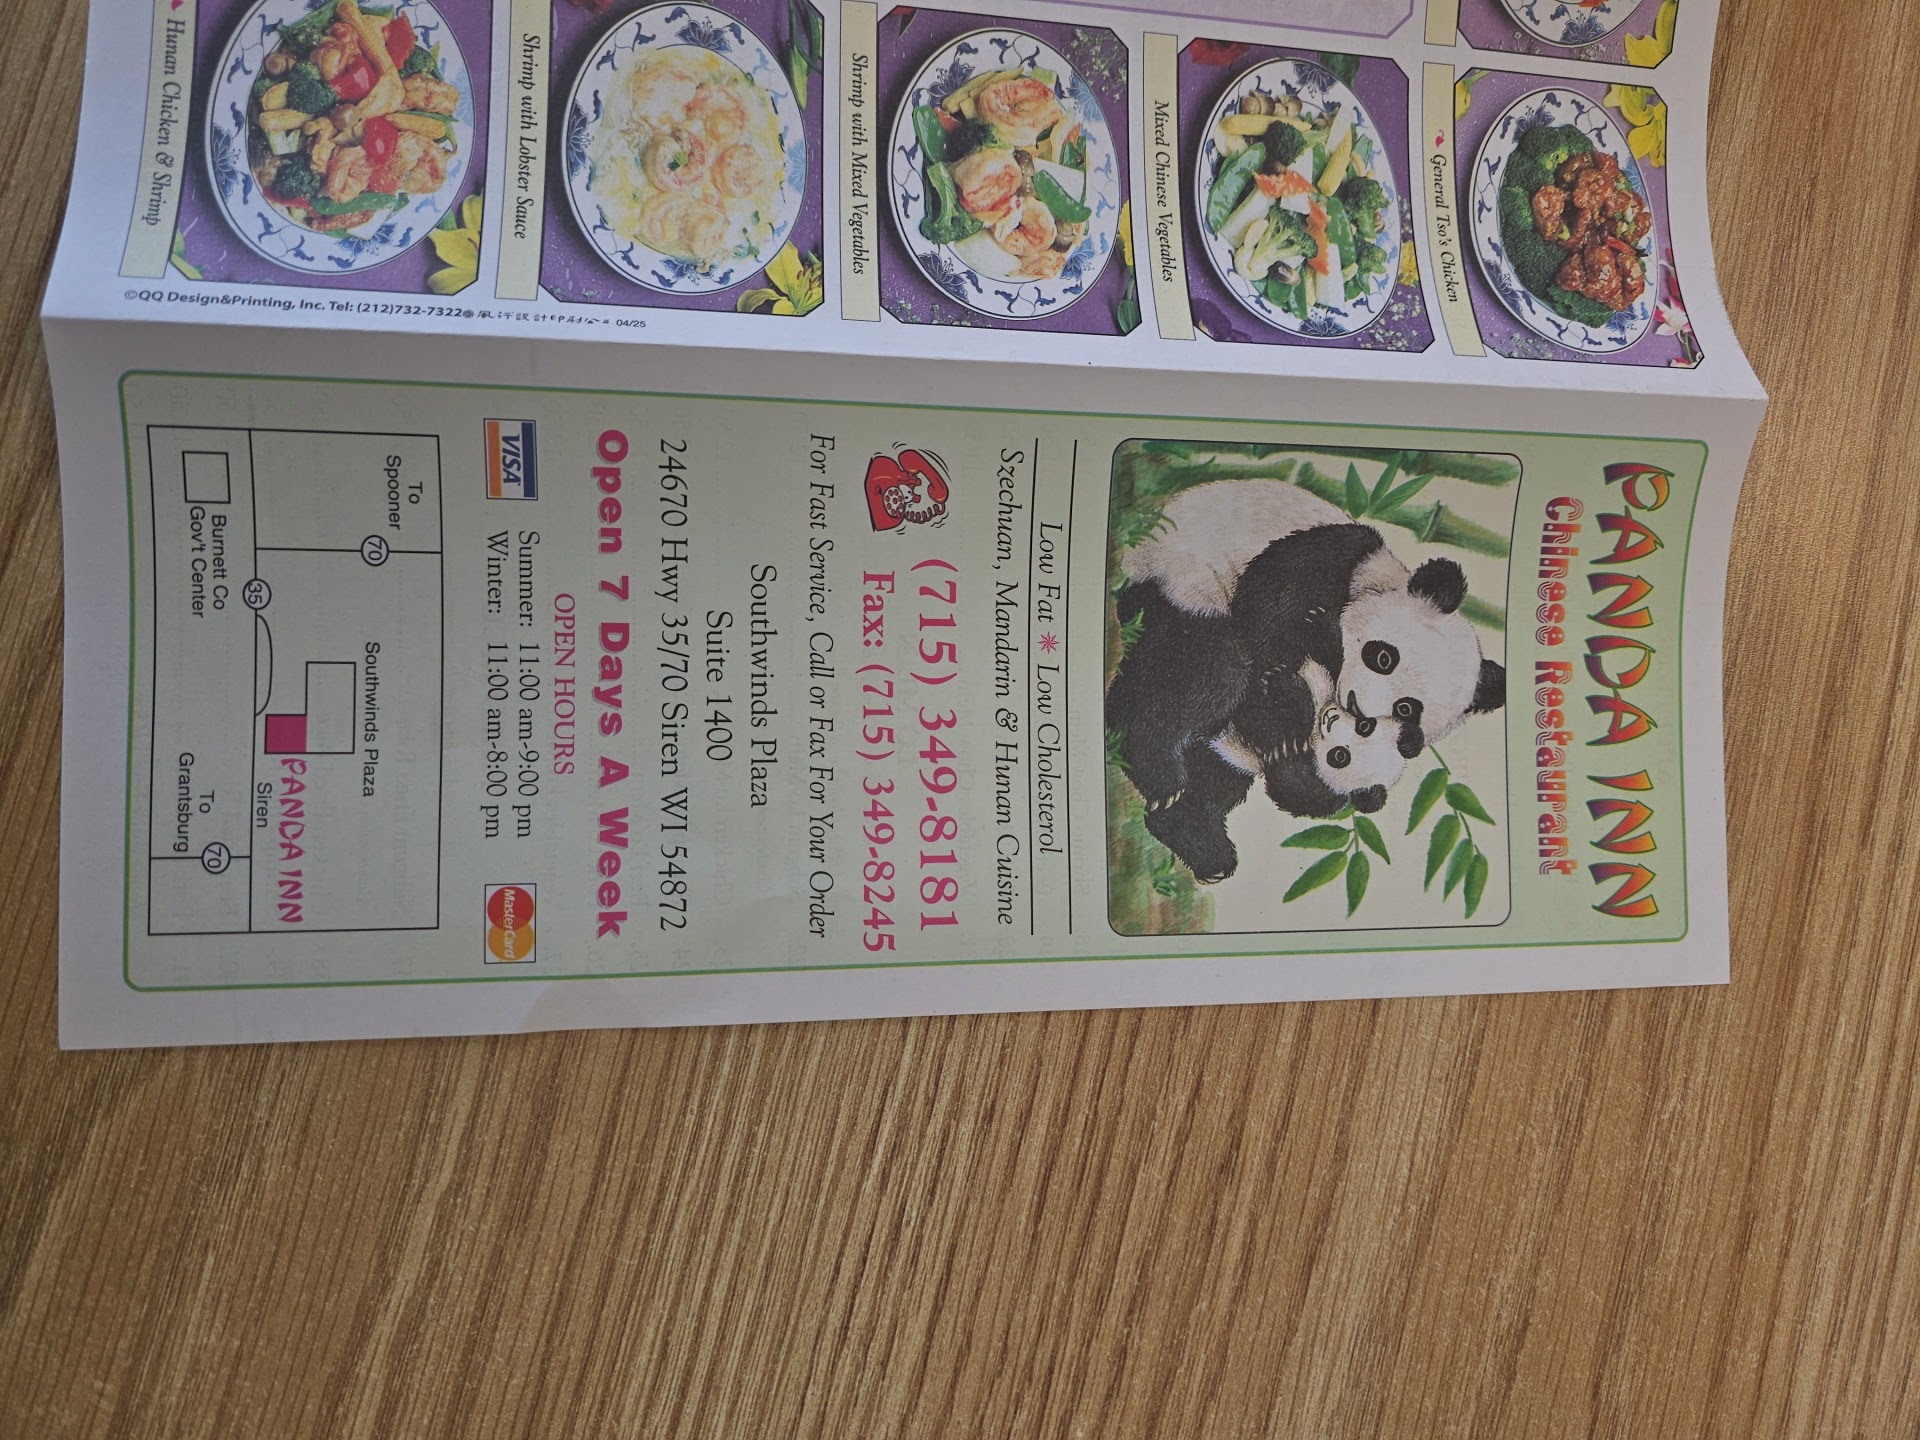 PANDA INN
Chinese Restaurant
Low Fat ✳ Low Cholesterol
Szechuan, Mandarin & Hunan Cuisine
(715) 349-8181
Fax: (715) 349-8245
For Fast Service, Call or Fax For Your Order
Southwinds Plaza
Suite 1400
24670 Hwy 35/70 Siren WI 54872
Open 7 Days A Week
OPEN HOURS
VISA
Summer: 11:00 am-9:00 pm
Winter: 11:00 am-8:00 pm
MasterCard
To
Spooner
70
Southwinds Plaza
PANDA INN
35
Siren
Burnett Co
Gov't Center
To
Grantsburg
70
General Tso's Chicken
Mixed Chinese Vegetables
Shrimp with Mixed Vegetables
Shrimp with Lobster Sauce
Hunan Chicken & Shrimp
©QQ Design&Printing, Inc. Tel: (212)732-7322 04/25